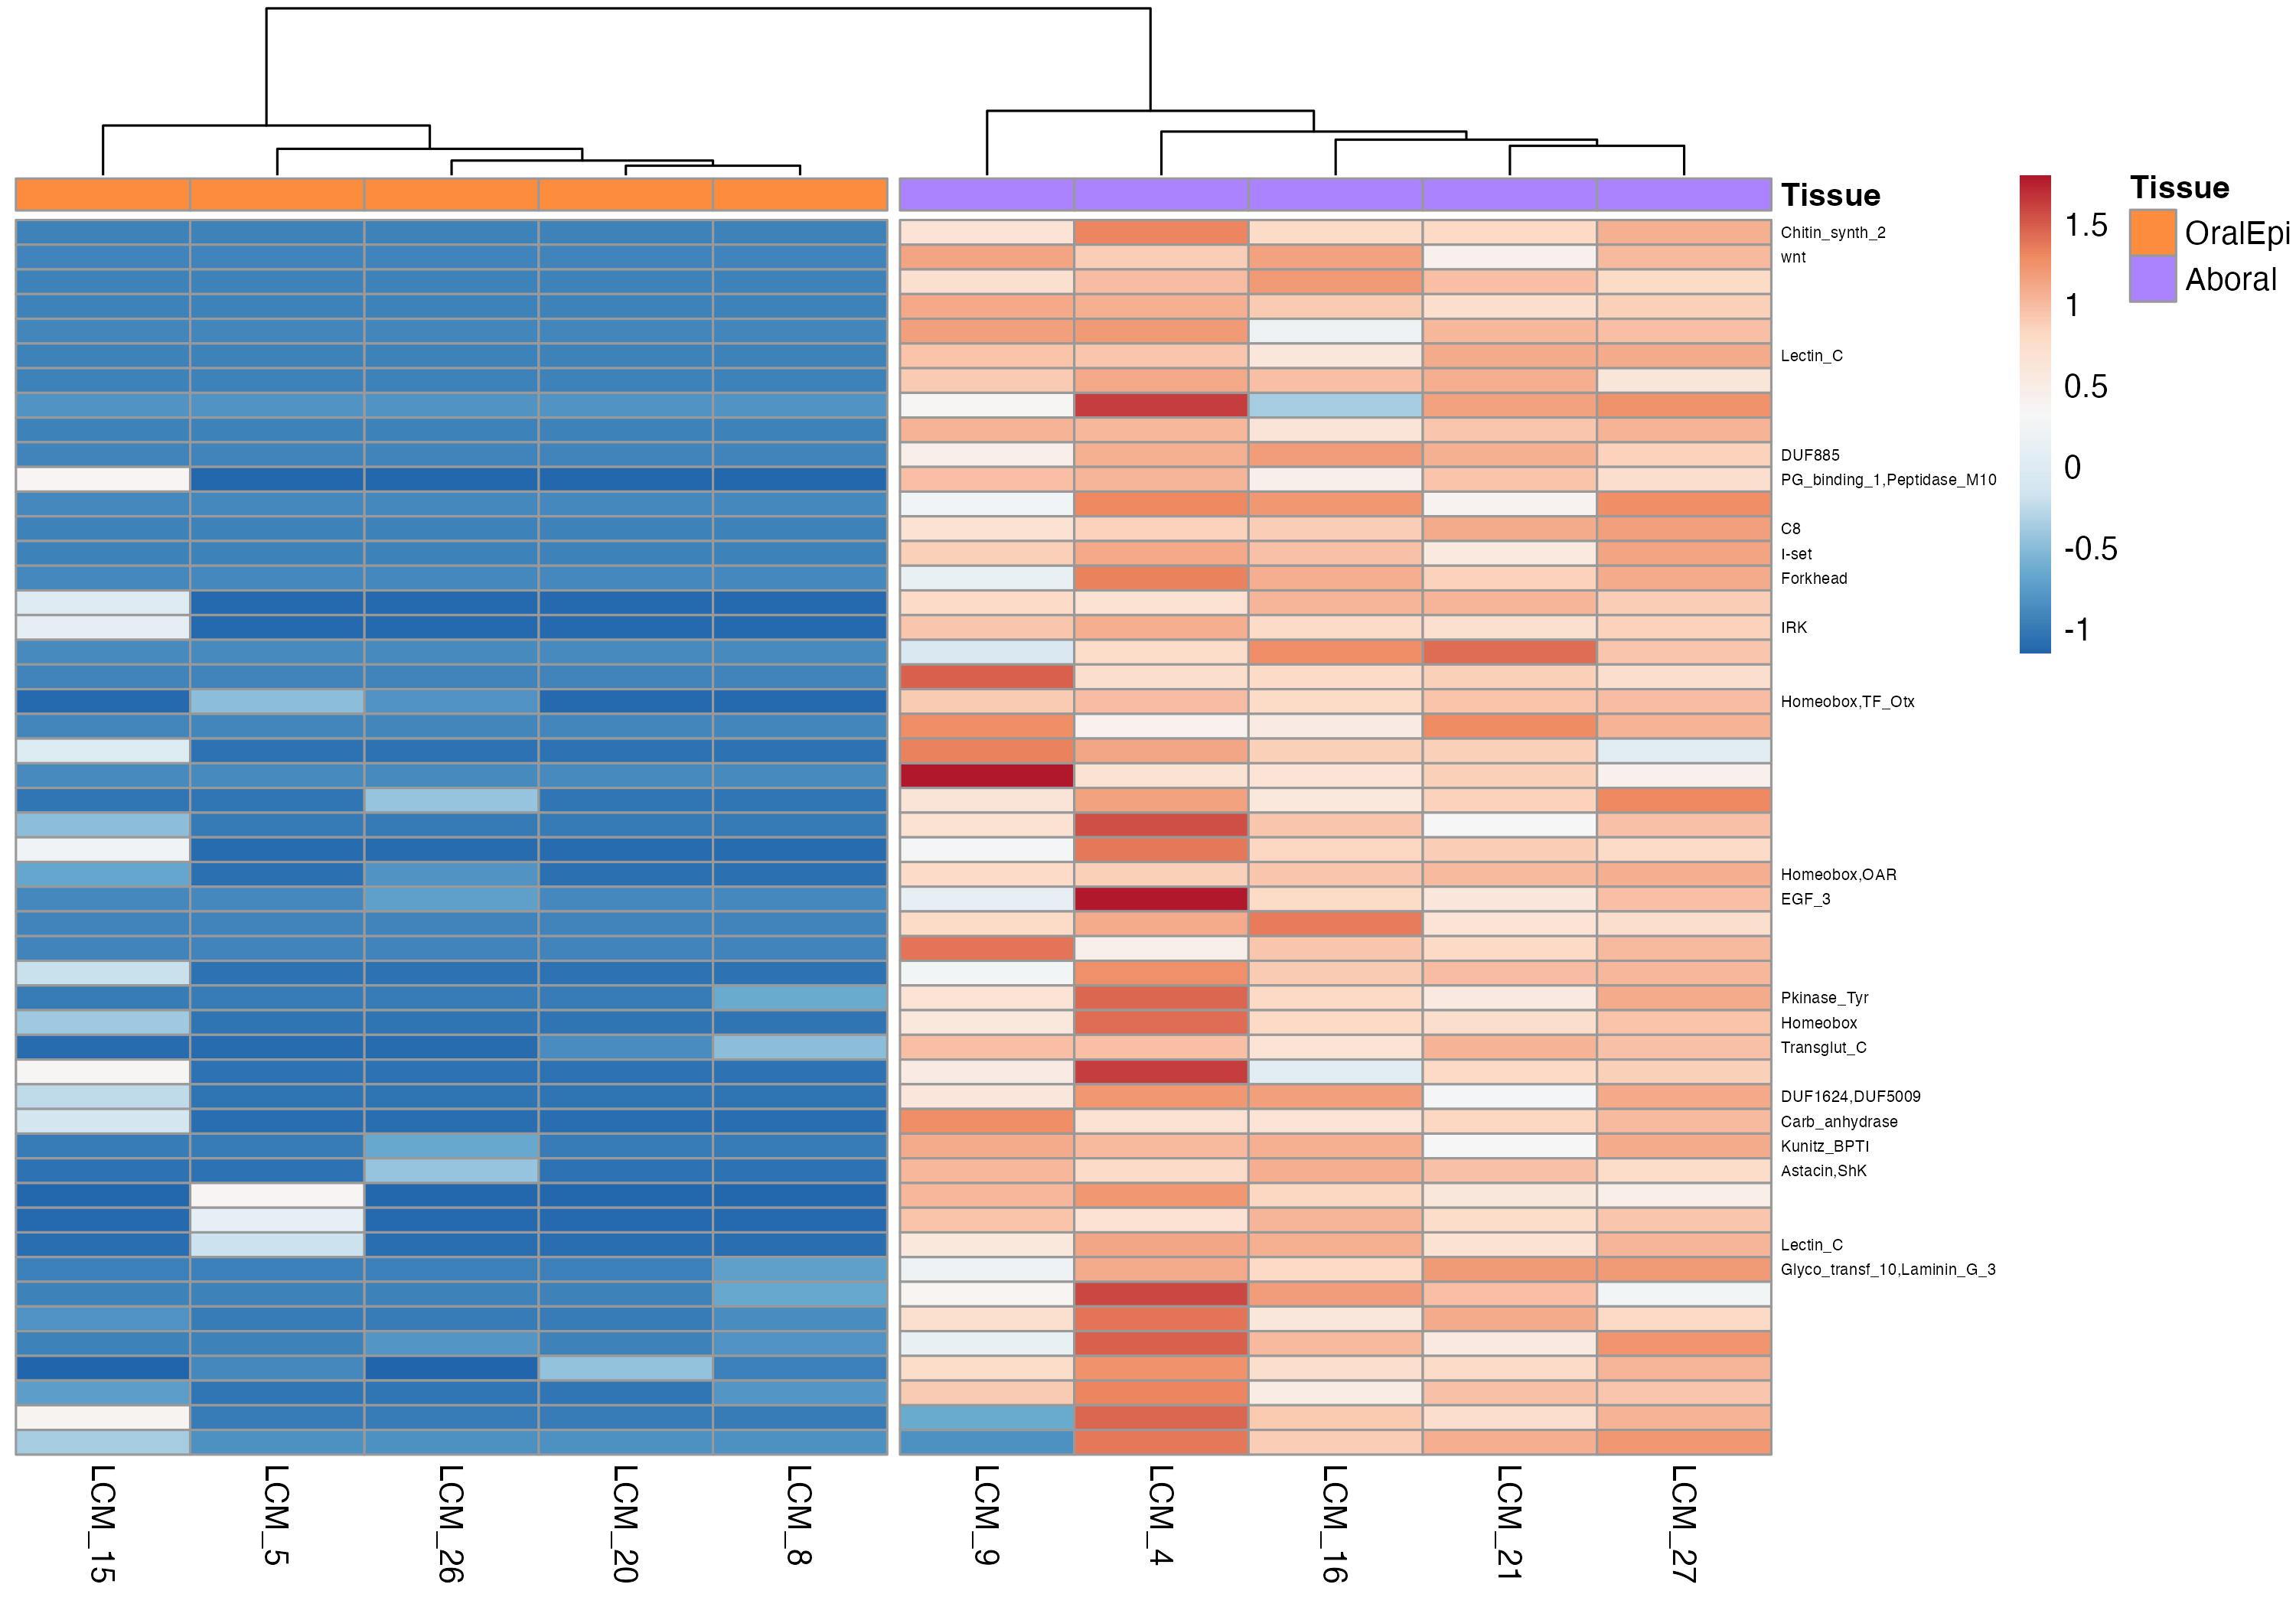 Tissue
Chitin_synth_2
wnt
Lectin_C
DUF885
PG_binding_1,Peptidase_M10
C8
I-set
Forkhead
IRK
Homeobox,TF_Otx
Homeobox,OAR
EGF_3
Pkinase_Tyr
Homeobox
Transglut_C
DUF1624,DUF5009
Carb_anhydrase
Kunitz_BPTI
Astacin,ShK
Lectin_C
Glyco_transf_10,Laminin_G_3
1.5
1
0.5
0
-0.5
-1
Tissue
OralEpi
Aboral
LCM_15
LCM_5
LCM_26
LCM_20
LCM_8
LCM_9
LCM_4
LCM_16
LCM_21
LCM_27